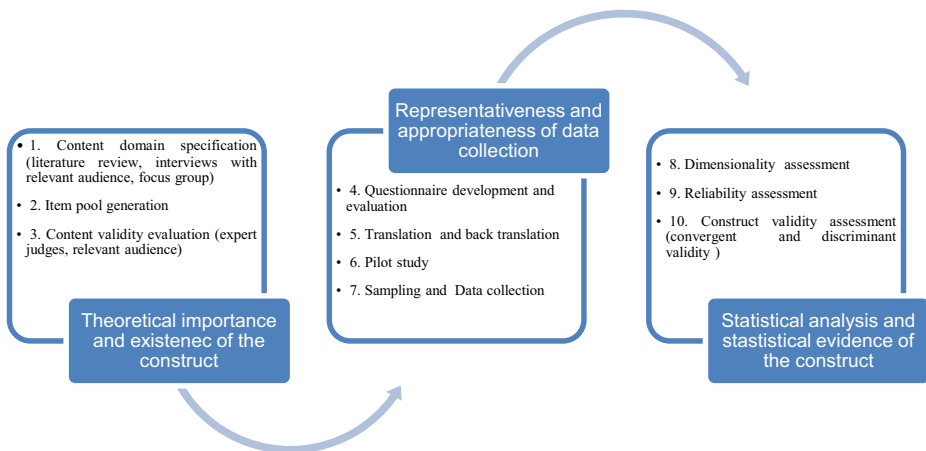 • 1. Content domain specification
(literature review, interviews with
relevant audience, focus group)
• 2. Item pool generation
• 3. Content validity evaluation (expert
judges, relevant audience)
Theoretical importance
and existenec of the
construct
Representativeness and
appropriateness of data
collection
• 4. Questionnaire development and
evaluation
• 5. Translation and back translation
• 6. Pilot study
• 7. Sampling and Data collection
• 8. Dimensionality assessment
• 9. Reliability assessment
• 10. Construct validity assessment
(convergent and discriminant
validity )
Statistical analysis and
stastistical evidence of
the construct